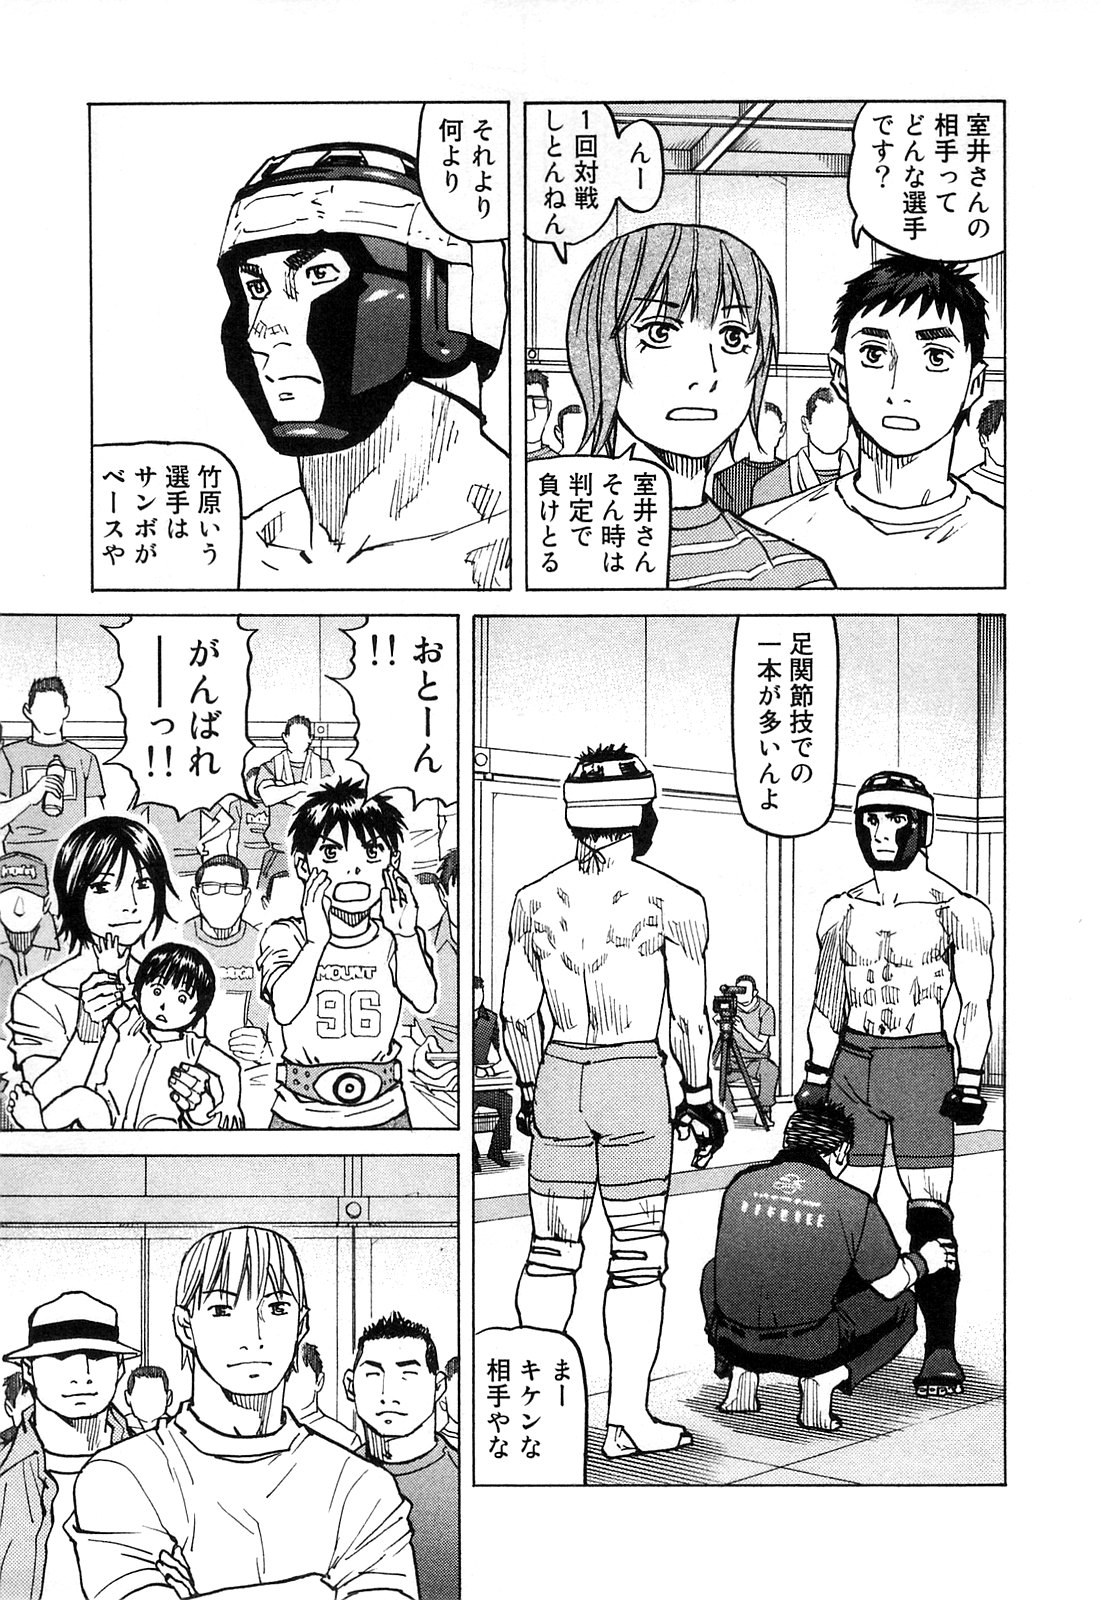 室井さんの
相手って
どんな選手
です?
んー
1回対戦
しとんねん
室井さん
そん時は
判定で
負けとる
それより
何より
竹原いう
選手は
サンボが
ベースや
足関節技での
一本が多いんよ
まー
キケンな
相手やな
おとーん
!!
がんばれ
──っ!!
MOUNT
96